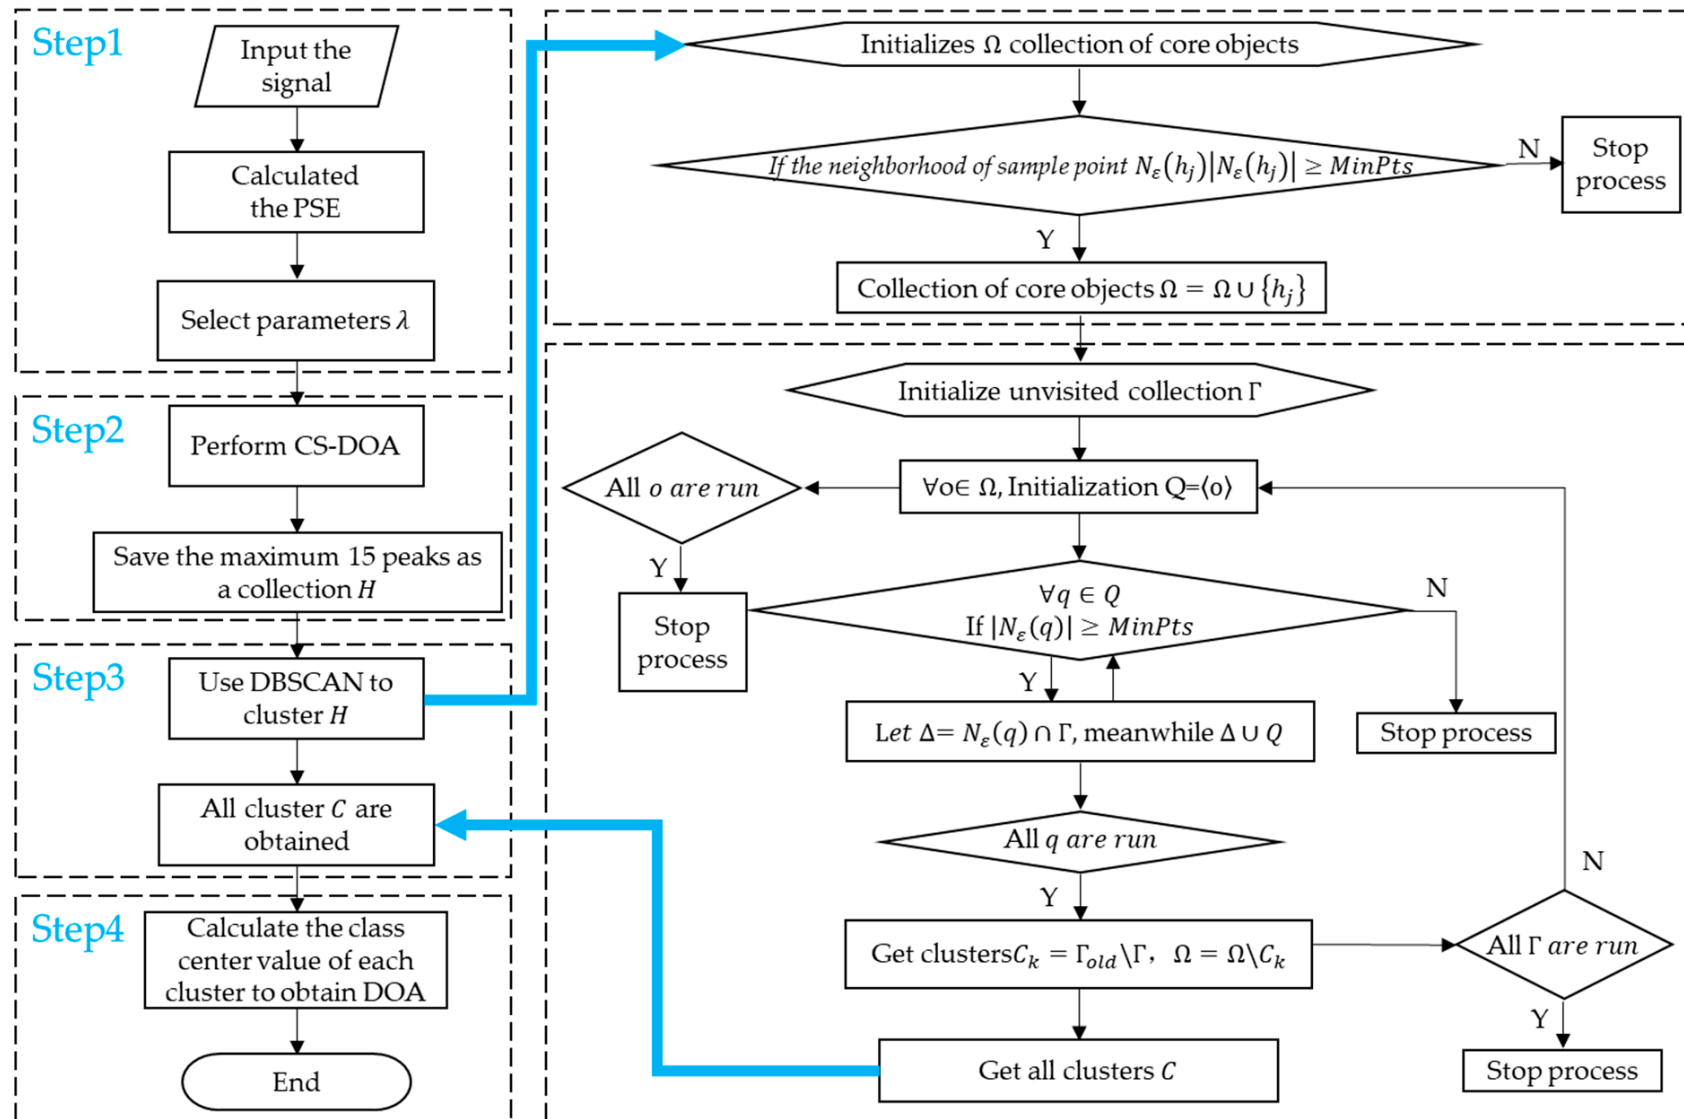 Step1
Input the
signal
Calculated
the PSE
Select parameters λ
Step2
Perform CS-DOA
Save the maximum 15 peaks as
a collection H
Step3
Use DBSCAN to
cluster H
All cluster C are
obtained
Step4
Calculate the class
center value of each
cluster to obtain DOA
End
Initializes Ω collection of core objects
If the neighborhood of sample point Nε(hj)|Nε(hj)| ≥ MinPts
N
Stop
process
Y
Collection of core objects Ω = Ω ∪ {hj}
Initialize unvisited collection Γ
∀o∈ Ω, Initialization Q=⟨o⟩
All o are run
Y
Stop
process
∀q ∈ Q
If |Nε(q)| ≥ MinPts
N
Stop process
Y
Let Δ= Nε(q) ∩ Γ, meanwhile Δ ∪ Q
All q are run
Y
Get clustersCk = Γold\Γ, Ω = Ω\Ck
N
All Γ are run
Y
Stop process
Get all clusters C